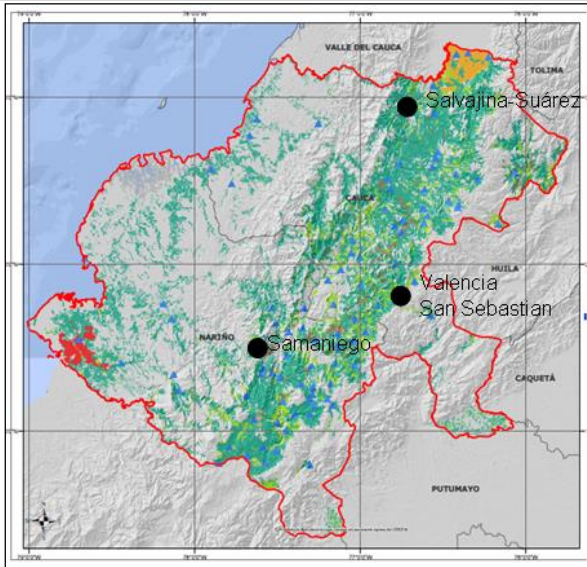 VALLE DEL CAUCA
TOLIMA
Salvajina-Suárez
CAUCA
HUILA
Valencia
San Sebastian
NARIÑO
Samaniego
CAQUETÁ
PUTUMAYO